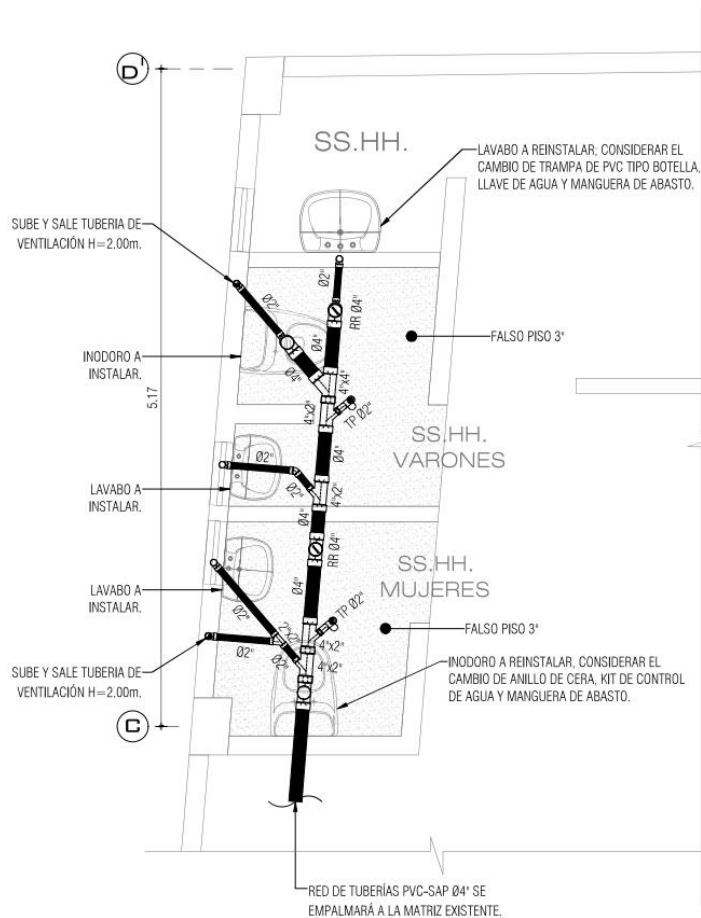 D'
SS.HH.
LAVABO A REINSTALAR; CONSIDERAR EL
CAMBIO DE TRAMPA DE PVC TIPO BOTELLA,
LLAVE DE AGUA Y MANGUERA DE ABASTO.
SUBE Y SALE TUBERIA DE
VENTILACIÓN H=2.00m.
Ø2"
Ø2"
RR Ø4"
FALSO PISO 3"
INODORO A
INSTALAR.
Ø4"
Ø4"
4"x4"
4"x2"
TP Ø2"
5.17
SS.HH.
VARONES
Ø4"
Ø2"
Ø2"
4"x2"
LAVABO A
INSTALAR.
Ø4"
RR Ø4"
SS.HH.
MUJERES
LAVABO A
INSTALAR.
Ø4"
Ø2"
TP Ø2"
2"x2"
FALSO PISO 3"
Ø2"
Ø2"
4"x2"
4"x2"
SUBE Y SALE TUBERIA DE
VENTILACIÓN H=2.00m.
INODORO A REINSTALAR, CONSIDERAR EL
CAMBIO DE ANILLO DE CERA, KIT DE CONTROL
DE AGUA Y MANGUERA DE ABASTO.
C
RED DE TUBERÍAS PVC-SAP Ø4" SE
EMPALMARÁ A LA MATRIZ EXISTENTE.